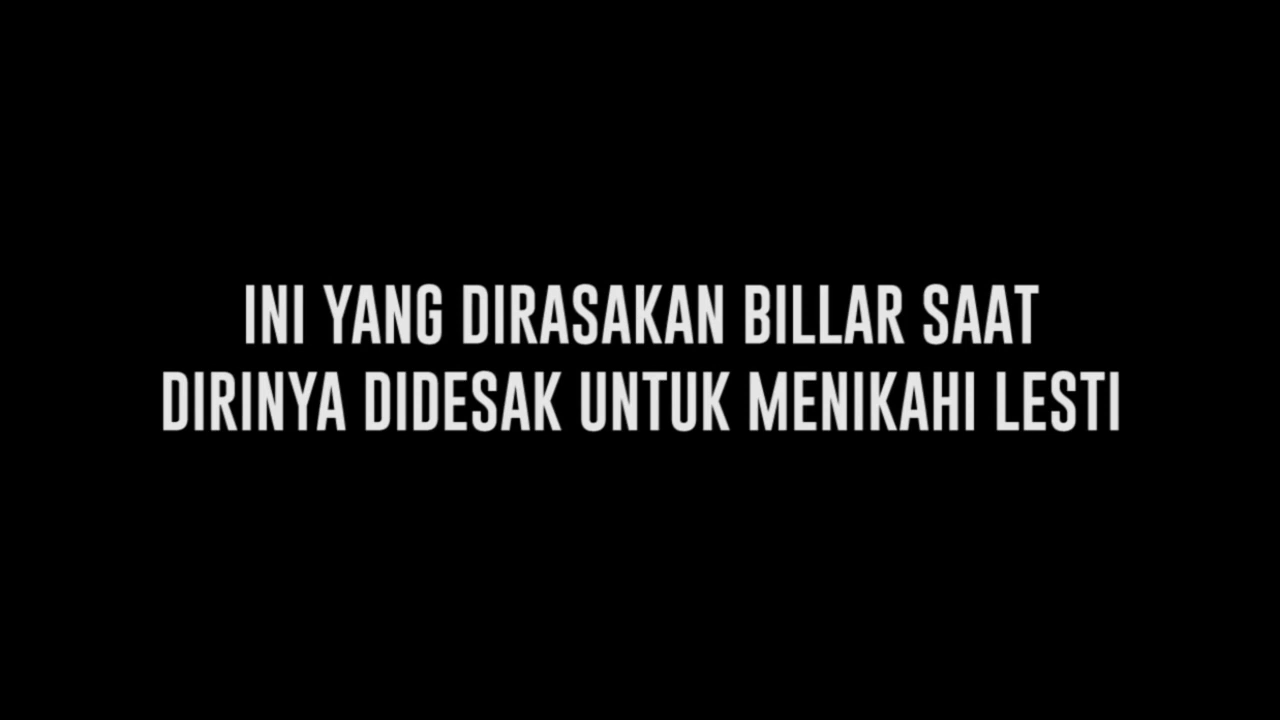 INI YANG DIRASAKAN BILLAR SAAT
DIRINYA DIDESAK UNTUK MENIKAHI LESTI